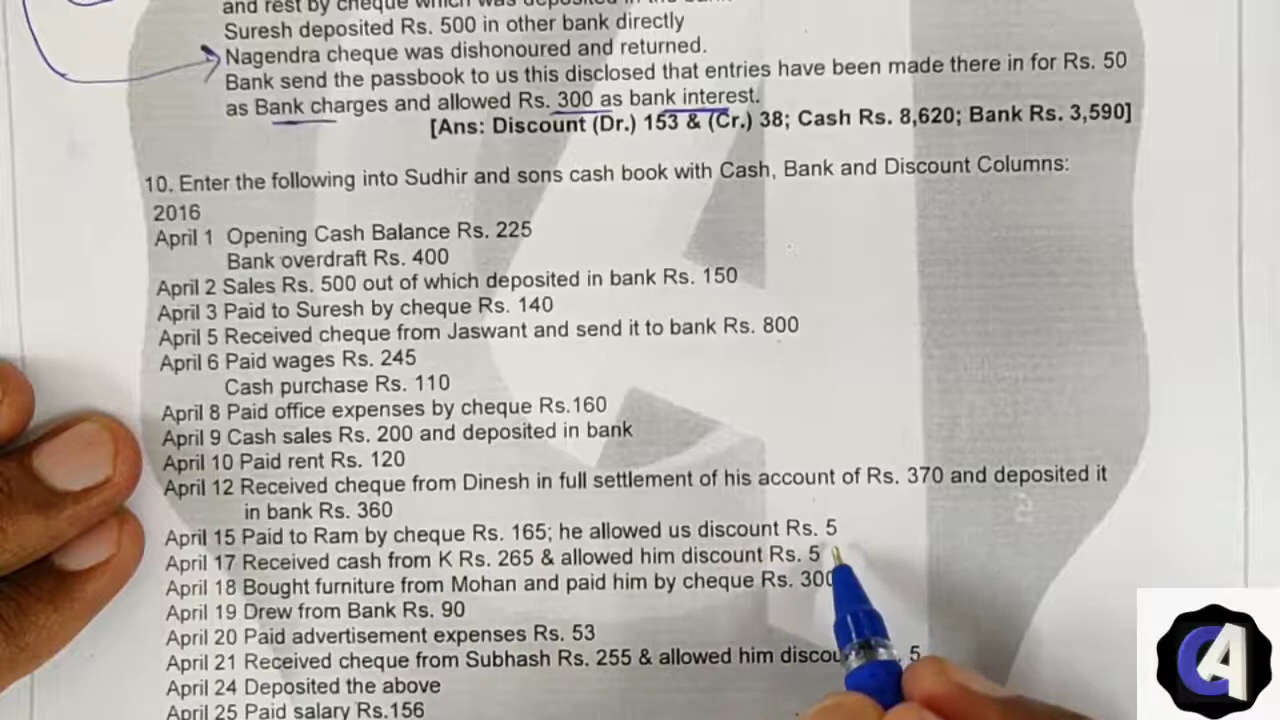 and rest by cheque which was deposited in the bank
Suresh deposited Rs. 500 in other bank directly
Nagendra cheque was dishonoured and returned.
Bank send the passbook to us this disclosed that entries have been made there in for Rs. 50
as Bank charges and allowed Rs. 300 as bank interest.
[Ans: Discount (Dr.) 153 & (Cr.) 38; Cash Rs. 8,620; Bank Rs. 3,590]
10. Enter the following into Sudhir and sons cash book with Cash, Bank and Discount Columns:
2016
April 1 Opening Cash Balance Rs. 225
Bank overdraft Rs. 400
April 2 Sales Rs. 500 out of which deposited in bank Rs. 150
April 3 Paid to Suresh by cheque Rs. 140
April 5 Received cheque from Jaswant and send it to bank Rs. 800
April 6 Paid wages Rs. 245
Cash purchase Rs. 110
April 8 Paid office expenses by cheque Rs.160
April 9 Cash sales Rs. 200 and deposited in bank
April 10 Paid rent Rs. 120
April 12 Received cheque from Dinesh in full settlement of his account of Rs. 370 and deposited it
in bank Rs. 360
April 15 Paid to Ram by cheque Rs. 165; he allowed us discount Rs. 5
April 17 Received cash from K Rs. 265 & allowed him discount Rs. 5
April 18 Bought furniture from Mohan and paid him by cheque Rs. 300
April 19 Drew from Bank Rs. 90
April 20 Paid advertisement expenses Rs. 53
April 21 Received cheque from Subhash Rs. 255 & allowed him 5
April 24 Deposited the above
April 25 Paid salary Rs.156
CA